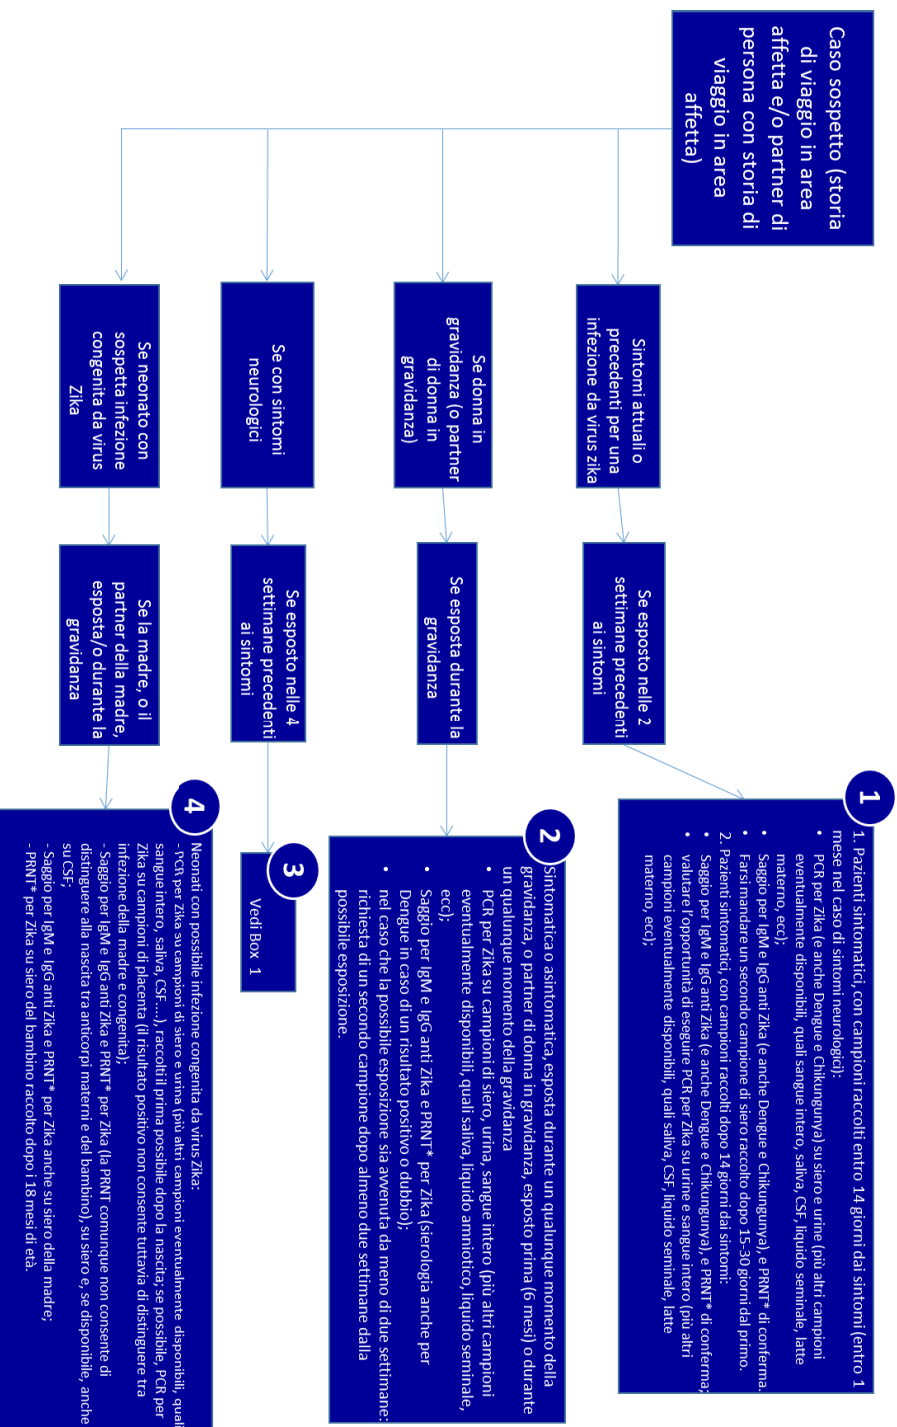 Caso sospetto (storia
di viaggio in area
affetta e/o partner di
persona con storia di
viaggio in area
affetta)
Sintomi attuali o
precedenti per una
infezione da virus zika
Se esposto nelle 2
settimane precedenti
ai sintomi
1
1. Pazienti sintomatici, con campioni raccolti entro 14 giorni dai sintomi (entro 1
mese nel caso di sintomi neurologici):
• PCR per Zika (e anche Dengue e Chikungunya) su siero e urine (più altri campioni
eventualmente disponibili, quali sangue intero, saliva, CSF, liquido seminale, latte
materno, ecc);
• Saggio per IgM e IgG anti Zika (e anche Dengue e Chikungunya), e PRNT* di conferma.
• Farsi mandare un secondo campione di siero raccolto dopo 15-30 giorni dal primo.
2. Pazienti sintomatici, con campioni raccolti dopo 14 giorni dai sintomi:
• Saggio per IgM e IgG anti Zika (e anche Dengue e Chikungunya), e PRNT* di conferma;
• valutare l'opportunità di eseguire PCR per Zika su urine e sangue intero (più altri
campioni eventualmente disponibili, quali saliva, CSF, liquido seminale, latte
materno, ecc);
Se donna in
gravidanza (o partner
di donna in
gravidanza)
Se esposta durante la
gravidanza
2
Sintomatica o asintomatica, esposta durante un qualunque momento della
gravidanza, o partner di donna in gravidanza, esposto prima (6 mesi) o durante
un qualunque momento della gravidanza
• PCR per Zika su campioni di siero, urina, sangue intero (più altri campioni
eventualmente disponibili, quali saliva, liquido amniotico, liquido seminale,
ecc);
• Saggio per IgM e IgG anti Zika e PRNT* per Zika (sierologia anche per
Dengue in caso di un risultato positivo o dubbio);
• nel caso che la possibile esposizione sia avvenuta da meno di due settimane:
richiesta di un secondo campione dopo almeno due settimane dalla
possibile esposizione.
Se con sintomi
neurologici
Se esposto nelle 4
settimane precedenti
ai sintomi
3
Vedi Box 1
Se neonato con
sospetta infezione
congenita da virus
Zika
Se la madre, o il
partner della madre,
esposta/o durante la
gravidanza
4
Neonati con possibile infezione congenita da virus Zika:
- PCR per Zika su campioni di siero e urina (più altri campioni eventualmente disponibili, quali
sangue intero, saliva, CSF....), raccolti il prima possibile dopo la nascita; se possibile, PCR per
Zika su campioni di placenta (il risultato positivo non consente tuttavia di distinguere tra
infezione della madre e congenita);
- Saggio per IgM e IgG anti Zika e PRNT* per Zika (la PRNT comunque non consente di
distinguere alla nascita tra anticorpi materni e del bambino), su siero e, se disponibile, anche
su CSF;
- Saggio per IgM e IgG anti Zika e PRNT* per Zika anche su siero della madre;
- PRNT* per Zika su siero del bambino raccolto dopo i 18 mesi di età.